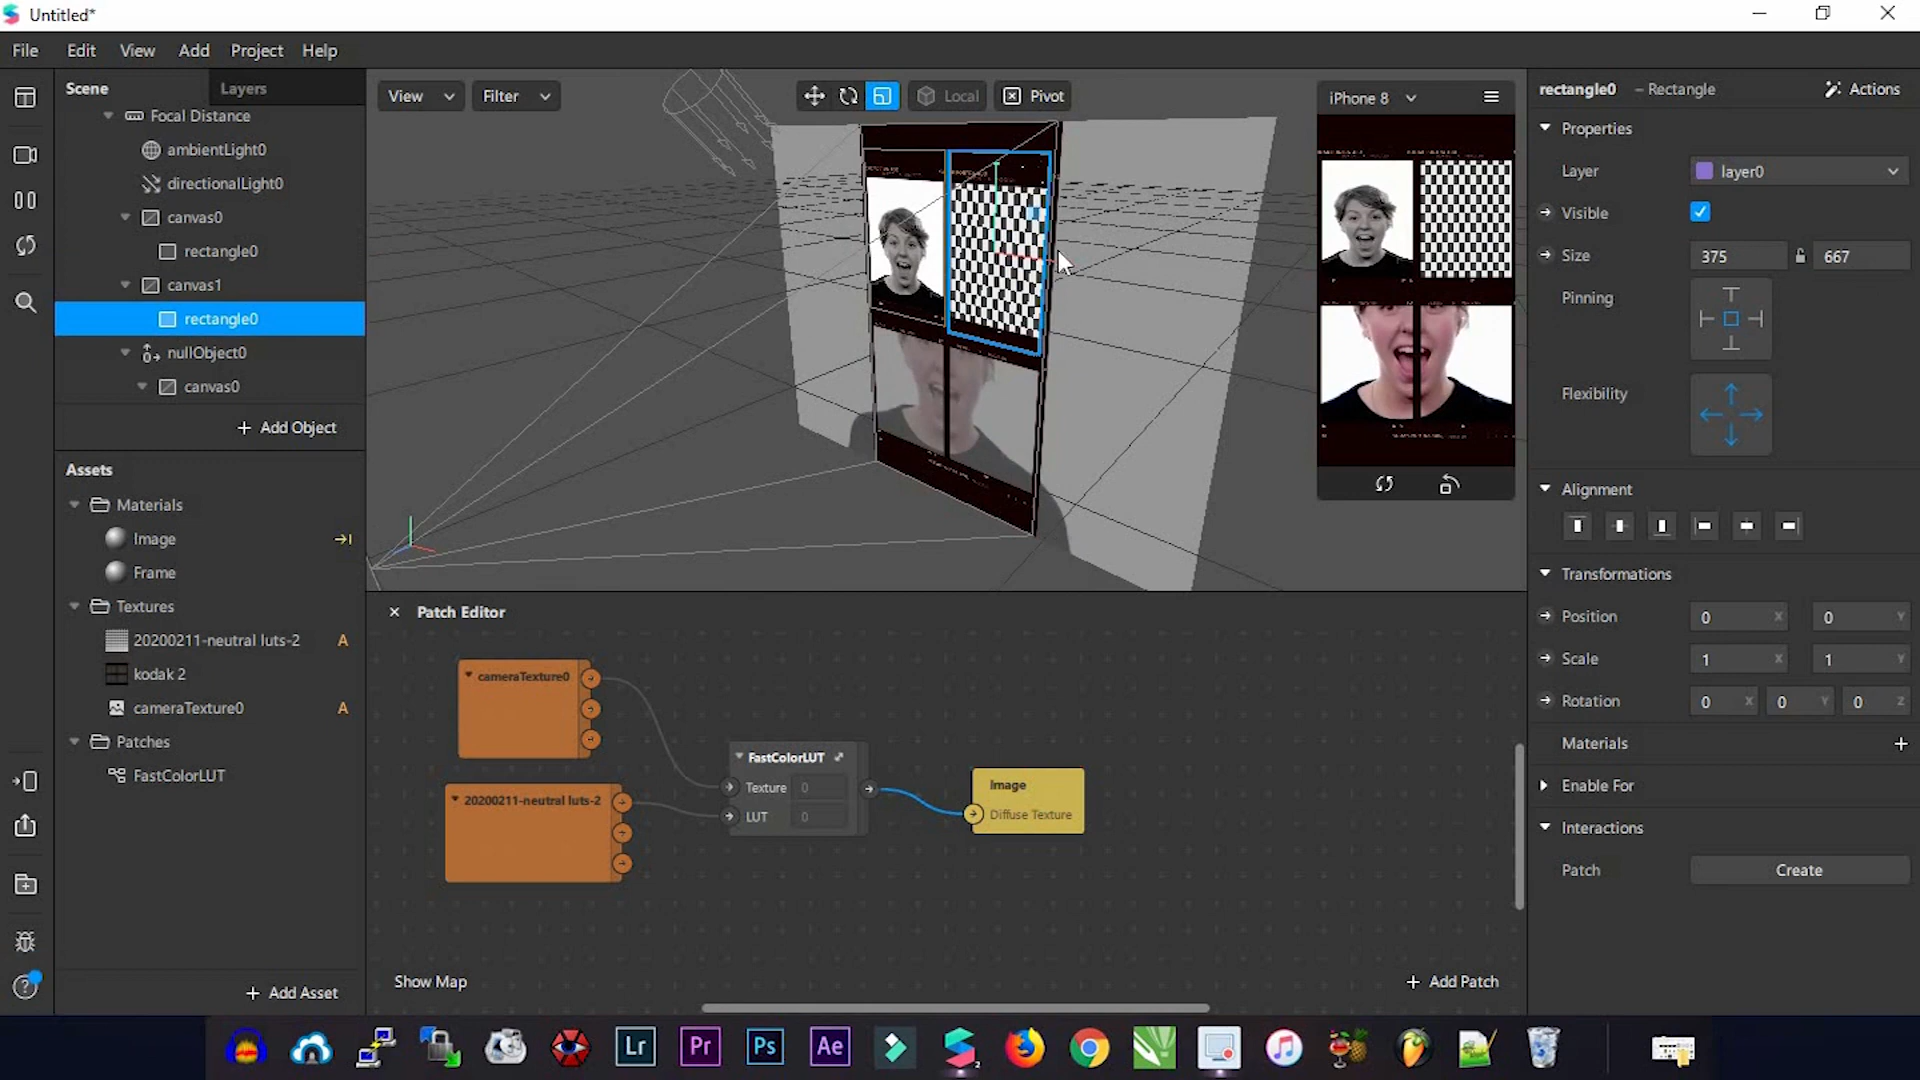 Untitled*
File Edit View Add Project Help
Scene Layers
Focal Distance
ambientLight0
directionalLight0
canvas0
rectangle0
canvas1
rectangle0
nullObject0
canvas0
+ Add Object
Assets
Materials
Image
Frame
Textures
20200211-neutral luts-2 A
kodak 2
cameraTexture0 A
Patches
FastColorLUT
+ Add Asset
View Filter Local Pivot
iPhone 8
Patch Editor
cameraTexture0
20200211-neutral luts-2
FastColorLUT
Texture 0
LUT 0
Image
Diffuse Texture
Show Map
+ Add Patch
rectangle0 – Rectangle Actions
Properties
Layer layer0
Visible
Size 375 667
Pinning
Flexibility
Alignment
Transformations
Position 0 X 0 Y
Scale 1 X 1 Y
Rotation 0 X 0 Y 0 Z
Materials +
Enable For
Interactions
Patch Create
Lr Pr Ps Ae 2